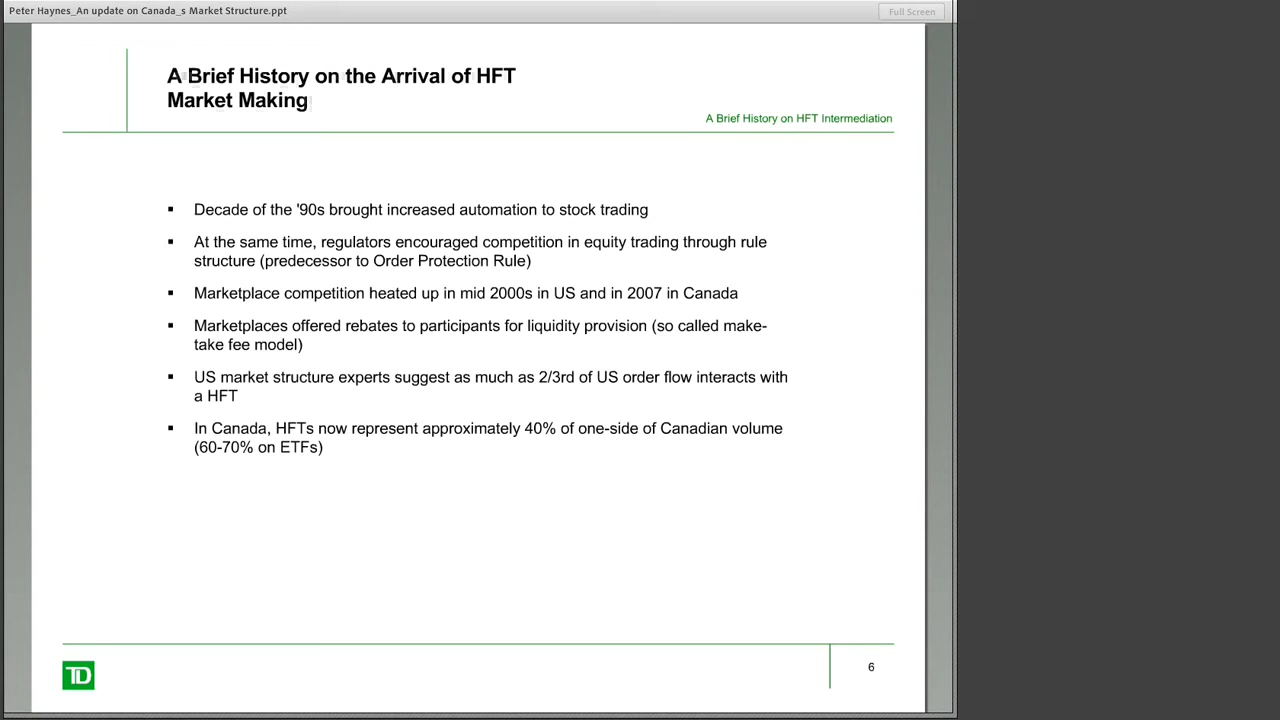 Peter Haynes_An update on Canada_s Market Structure.ppt
Full Screen
A Brief History on the Arrival of HFT
Market Making
A Brief History on HFT Intermediation
▪ Decade of the '90s brought increased automation to stock trading
▪ At the same time, regulators encouraged competition in equity trading through rule
structure (predecessor to Order Protection Rule)
▪ Marketplace competition heated up in mid 2000s in US and in 2007 in Canada
▪ Marketplaces offered rebates to participants for liquidity provision (so called make-
take fee model)
▪ US market structure experts suggest as much as 2/3rd of US order flow interacts with
a HFT
▪ In Canada, HFTs now represent approximately 40% of one-side of Canadian volume
(60-70% on ETFs)
TD
6